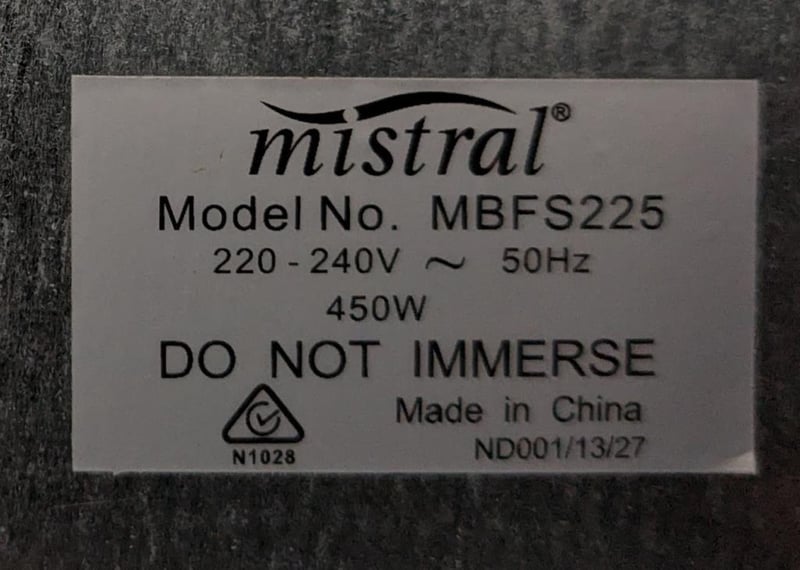 mistral®
Model No. MBFS225
220 - 240V ~ 50Hz
450W
DO NOT IMMERSE
Made in China
N1028
ND001/13/27